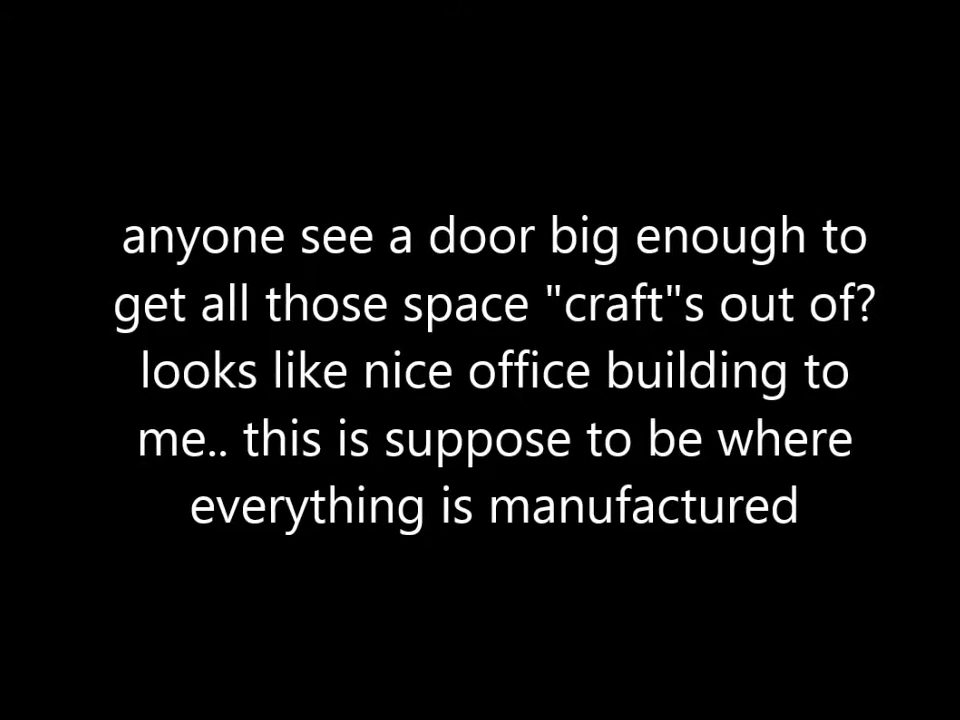 anyone see a door big enough to
get all those space "craft"s out of?
looks like nice office building to
me.. this is suppose to be where
everything is manufactured